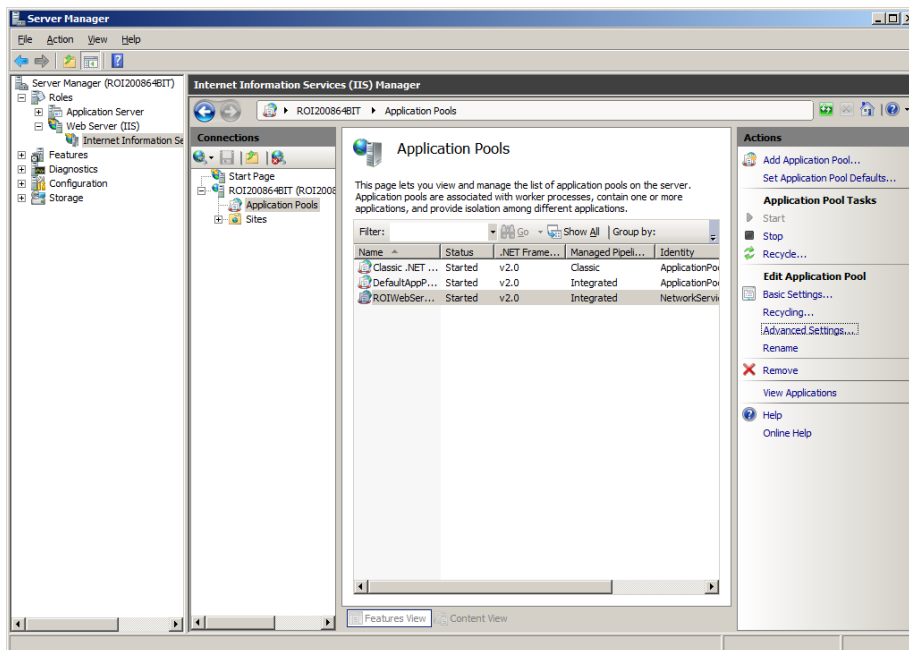 Server Manager
File Action View Help
Server Manager (ROI200864BIT)
Roles
Application Server
Web Server (IIS)
Internet Information Se
Features
Diagnostics
Configuration
Storage
Internet Information Services (IIS) Manager
ROI200864BIT Application Pools
Connections
Start Page
ROI200864BIT (ROI2008
Application Pools
Sites
Application Pools
This page lets you view and manage the list of application pools on the server.
Application pools are associated with worker processes, contain one or more
applications, and provide isolation among different applications.
Filter: Go Show All Group by:
Name Status .NET Frame... Managed Pipeli... Identity
Classic .NET ... Started v2.0 Classic ApplicationPo
DefaultAppP... Started v2.0 Integrated ApplicationPo
ROIWebSer... Started v2.0 Integrated NetworkServi
Features View Content View
Actions
Add Application Pool...
Set Application Pool Defaults...
Application Pool Tasks
Start
Stop
Recycle...
Edit Application Pool
Basic Settings...
Recycling...
Advanced Settings...
Rename
Remove
View Applications
Help
Online Help